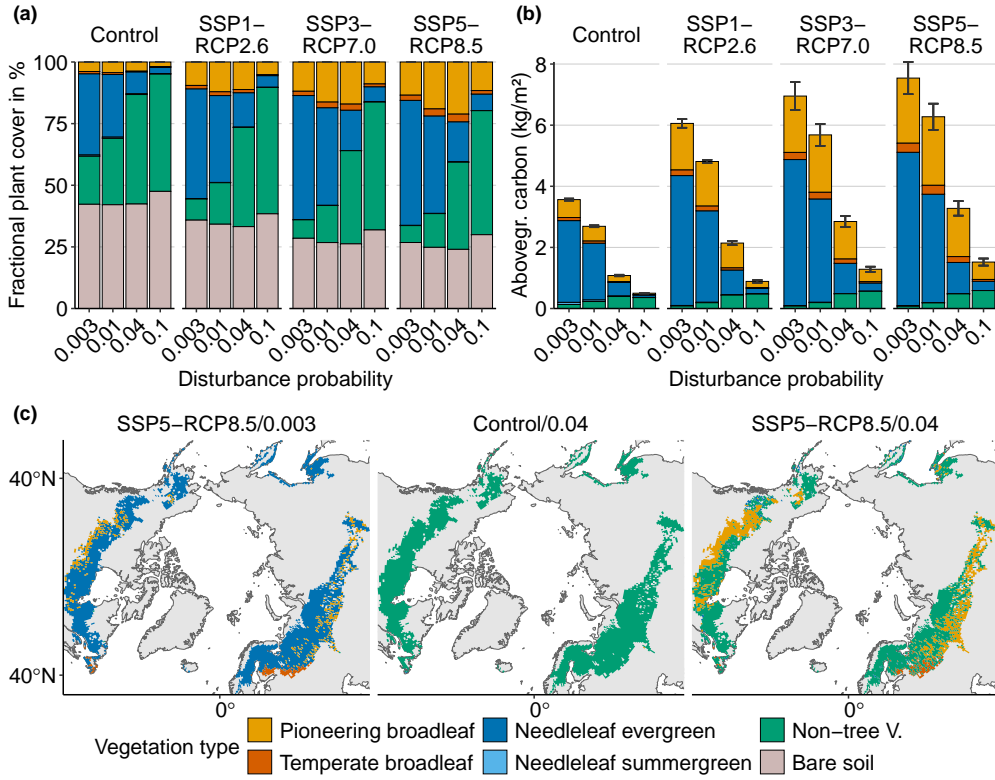 (a)
Control
SSP1−
RCP2.6
SSP3−
RCP7.0
SSP5−
RCP8.5
Fractional plant cover in %
100
75
50
25
0
0.003
0.01
0.04
0.1
0.003
0.01
0.04
0.1
0.003
0.01
0.04
0.1
0.003
0.01
0.04
0.1
Disturbance probability
(b)
Control
SSP1−
RCP2.6
SSP3−
RCP7.0
SSP5−
RCP8.5
Abovegr. carbon (kg/m²)
8
6
4
2
0
0.003
0.01
0.04
0.1
0.003
0.01
0.04
0.1
0.003
0.01
0.04
0.1
0.003
0.01
0.04
0.1
Disturbance probability
(c)
SSP5−RCP8.5/0.003
Control/0.04
SSP5−RCP8.5/0.04
40°N
40°N
0°
0°
0°
Vegetation type
Pioneering broadleaf
Temperate broadleaf
Needleleaf evergreen
Needleleaf summergreen
Non−tree V.
Bare soil